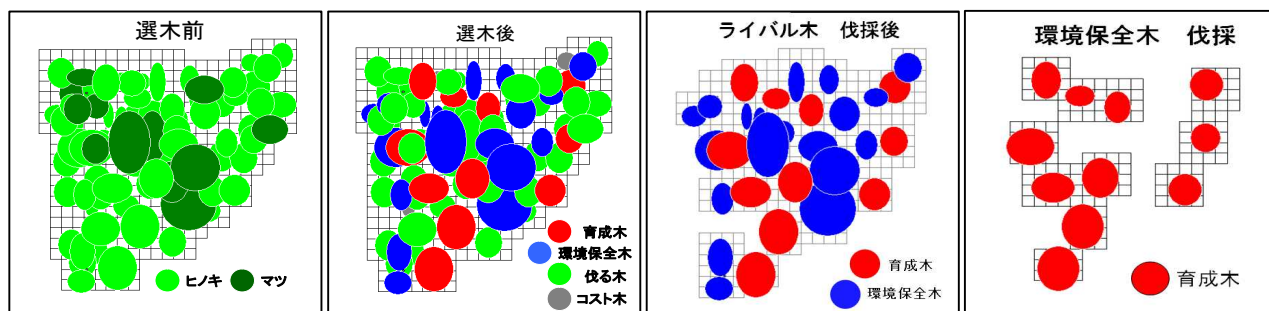 選木前
ヒノキ
マツ
選木後
育成木
環境保全木
伐る木
コスト木
ライバル木 伐採後
育成木
環境保全木
環境保全木 伐採
育成木